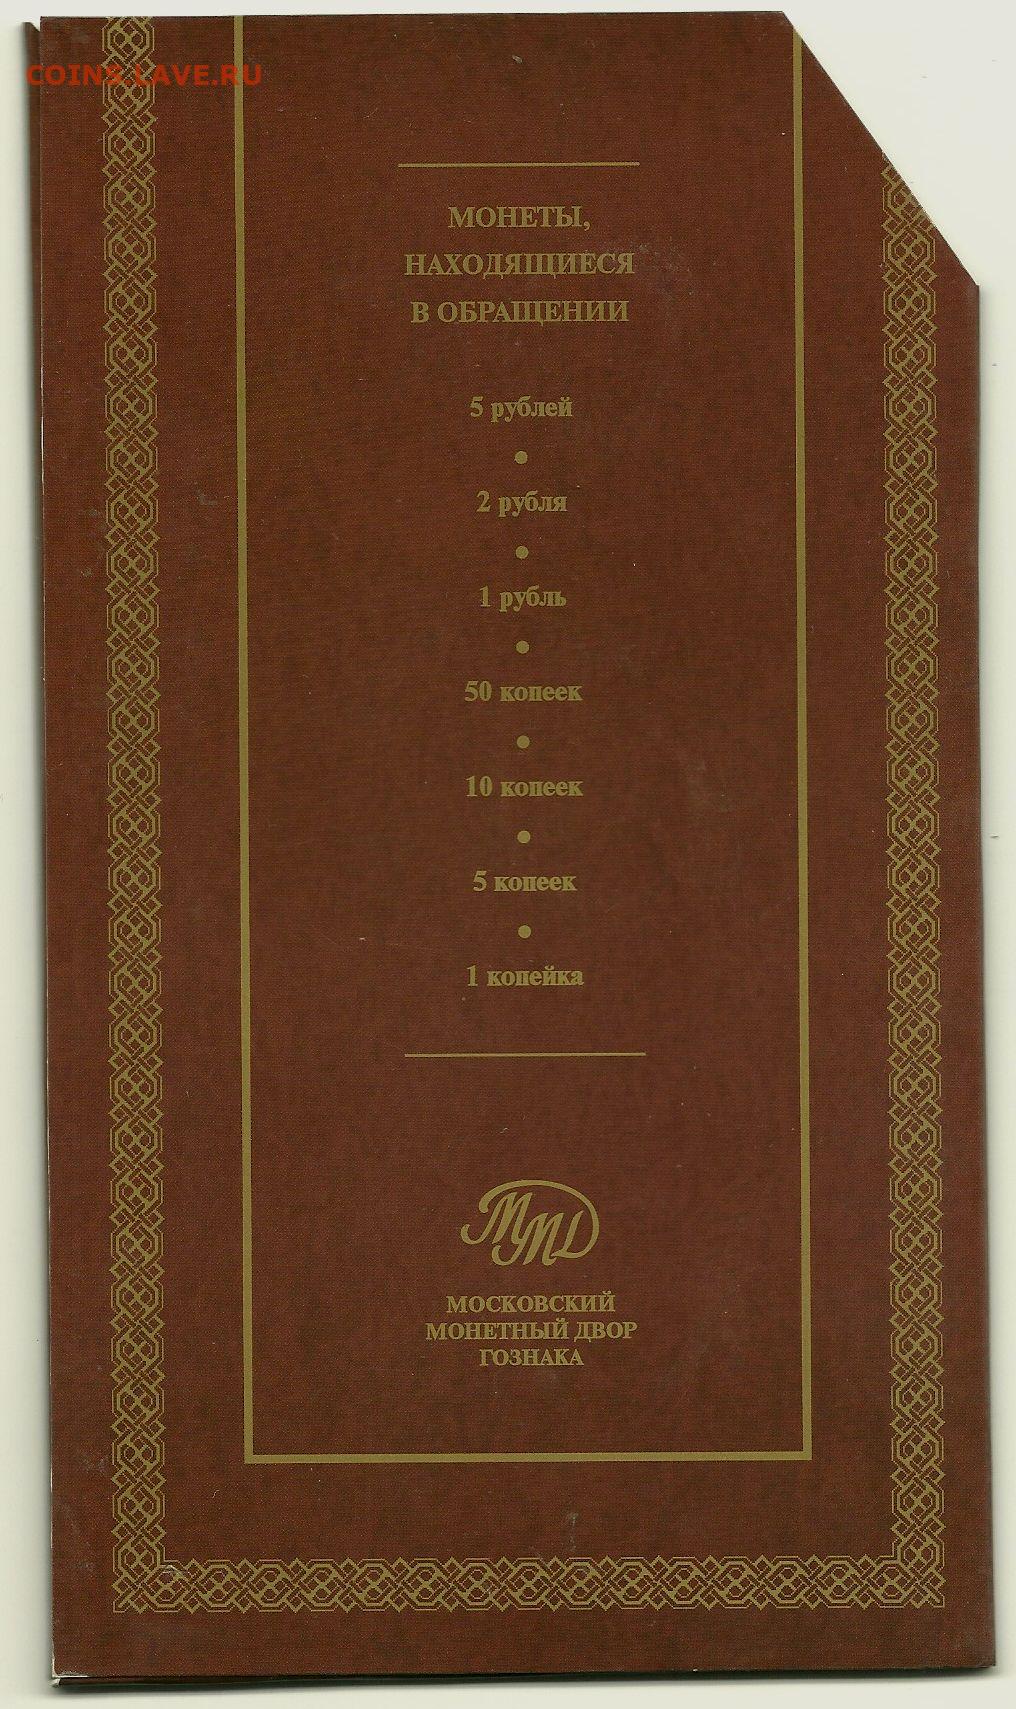 COINS.LAVE.RU
МОНЕТЫ,
НАХОДЯЩИЕСЯ
В ОБРАЩЕНИИ
5 рублей
2 рубля
1 рубль
50 копеек
10 копеек
5 копеек
1 копейка
ММД
МОСКОВСКИЙ
МОНЕТНЫЙ ДВОР
ГОЗНАКА